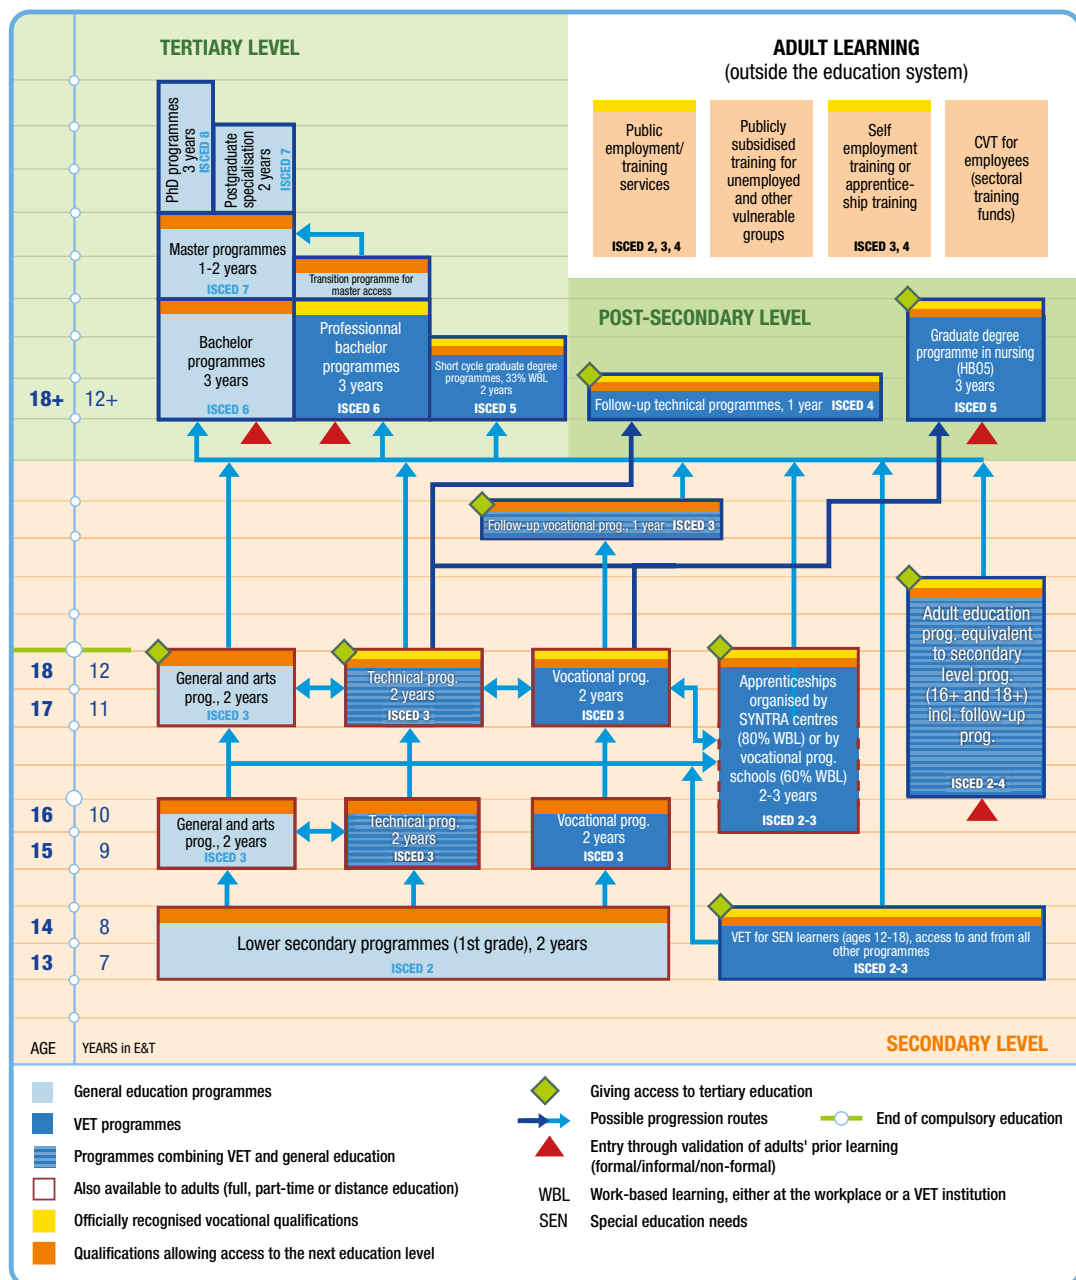 TERTIARY LEVEL
ADULT LEARNING
(outside the education system)
PhD programmes
3 years
ISCED 8
Postgraduate
specialisation
2 years
ISCED 7
Public
employment/
training
services
ISCED 2, 3, 4
Publicly
subsidised
training for
unemployed
and other
vulnerable
groups
Self
employment
training or
apprentice-
ship training
ISCED 3, 4
CVT for
employees
(sectoral
training
funds)
Master programmes
1-2 years
ISCED 7
Transition programme for
master access
Bachelor
programmes
3 years
ISCED 6
Professionnal
bachelor
programmes
3 years
ISCED 6
Short cycle graduate degree
programmes, 33% WBL
2 years
ISCED 5
POST-SECONDARY LEVEL
Follow-up technical programmes, 1 year ISCED 4
Graduate degree
programme in nursing
(HBO5)
3 years
ISCED 5
18+ 12+
Follow-up vocational prog., 1 year ISCED 3
18 12
17 11
General and arts
prog., 2 years
ISCED 3
Technical prog.
2 years
ISCED 3
Vocational prog.
2 years
ISCED 3
Apprenticeships
organised by
SYNTRA centres
(80% WBL) or by
vocational prog.
schools (60% WBL)
2-3 years
ISCED 2-3
Adult education
prog. equivalent
to secondary
level prog.
(16+ and 18+)
incl. follow-up
prog.
ISCED 2-4
16 10
15 9
General and arts
prog., 2 years
ISCED 3
Technical prog.
2 years
ISCED 3
Vocational prog.
2 years
ISCED 3
14 8
13 7
Lower secondary programmes (1st grade), 2 years
ISCED 2
VET for SEN learners (ages 12-18), access to and from all
other programmes
ISCED 2-3
AGE YEARS in E&T
SECONDARY LEVEL
General education programmes
VET programmes
Programmes combining VET and general education
Also available to adults (full, part-time or distance education)
Officially recognised vocational qualifications
Qualifications allowing access to the next education level
Giving access to tertiary education
Possible progression routes
End of compulsory education
Entry through validation of adults' prior learning
(formal/informal/non-formal)
WBL Work-based learning, either at the workplace or a VET institution
SEN Special education needs